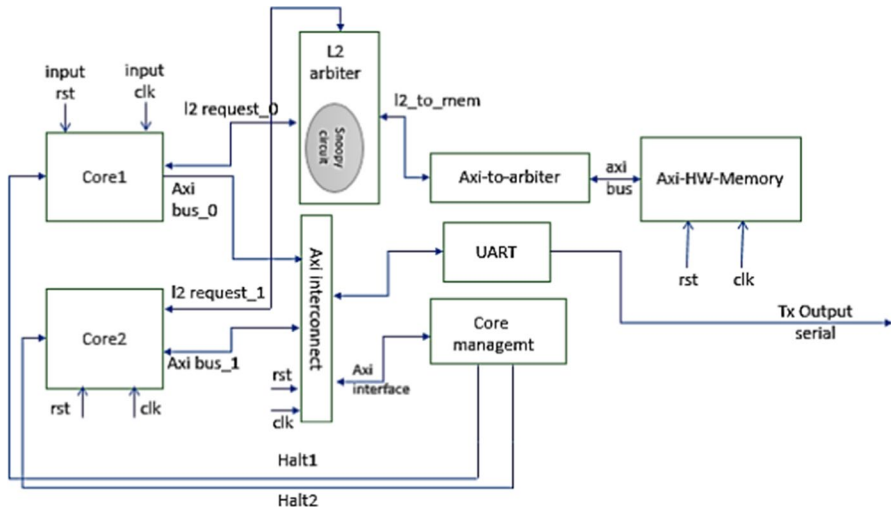 input
rst
input
clk
Core1
l2 request_0
L2
arbiter
Snoopy
circuit
l2_to_mem
Axi-to-arbiter
axi
bus
Axi-HW-Memory
rst
clk
Axi
bus_0
Axi interconnect
UART
Tx Output
serial
l2 request_1
Core2
Axi bus_1
rst
clk
Core
managemt
Axi
interface
rst
clk
Halt1
Halt2